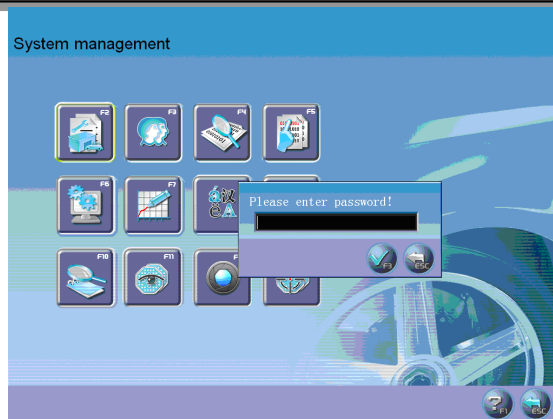 System management
F2
F3
F4
F5
F6
F7
Please enter password!
F3
ESC
F10
F11
F1
ESC